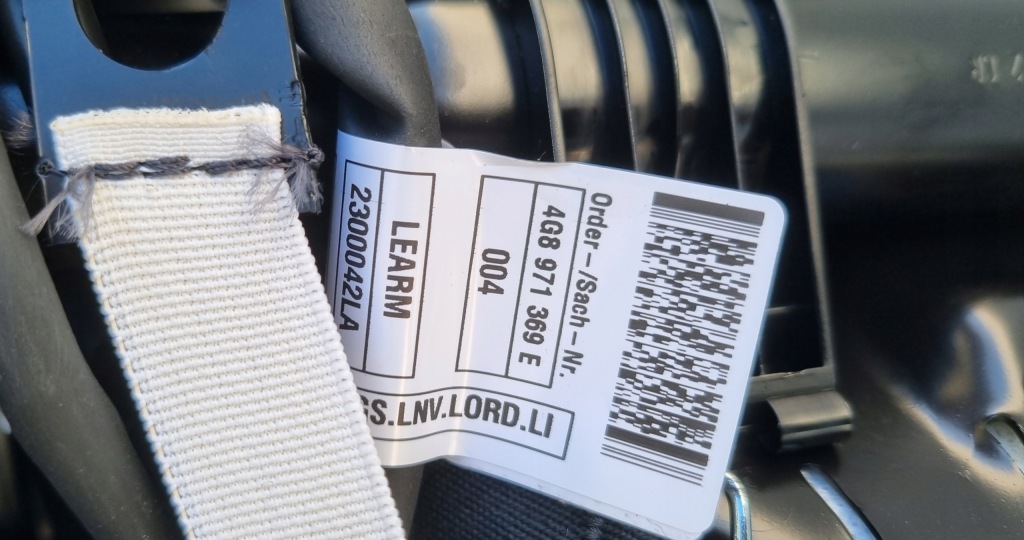 Order–/Sach–Nr.
4G8 971 369 E
004
LEARM
2300042LA
GS.LNV.LORD.LI